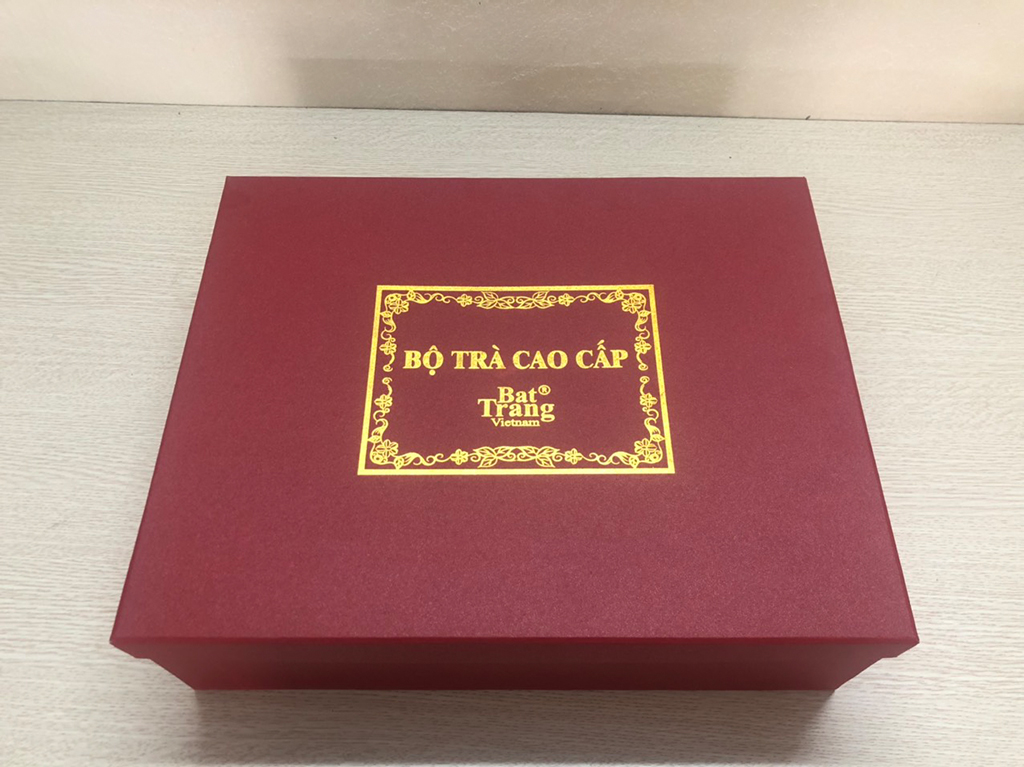 BỘ TRÀ CAO CẤP
Bat®
Trang
Vietnam